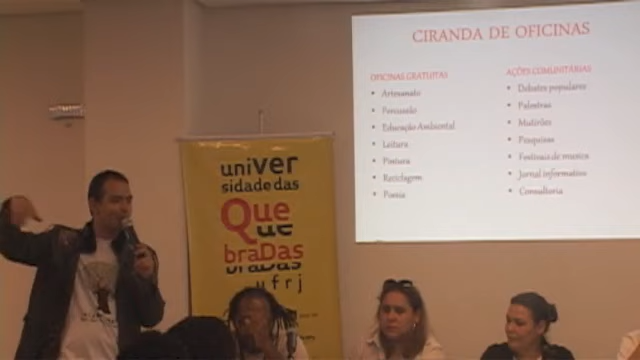 CIRANDA DE OFICINAS
OFICINAS GRATUITAS
• Artesanato
• Percussão
• Educação Ambiental
• Leitura
• Pintura
• Reciclagem
• Poesia
AÇÕES COMUNITÁRIAS
• Debates populares
• Palestras
• Mutirões
• Pesquisas
• Festivais de musica
• Jornal informativo
• Consultoria
uniVer
sidade das
Que
braDas
ufrj